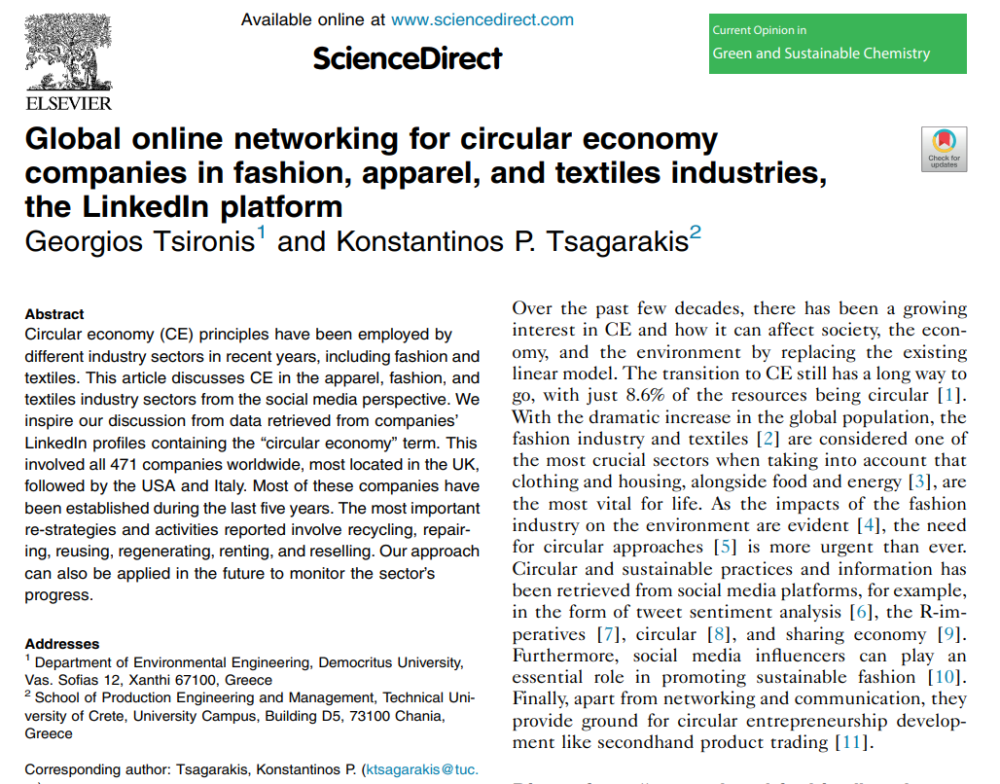 Available online at www.sciencedirect.com
ScienceDirect
Current Opinion in
Green and Sustainable Chemistry
ELSEVIER
Global online networking for circular economy
companies in fashion, apparel, and textiles industries,
the LinkedIn platform
Check for
updates
Georgios Tsironis1 and Konstantinos P. Tsagarakis2
Abstract
Circular economy (CE) principles have been employed by
different industry sectors in recent years, including fashion and
textiles. This article discusses CE in the apparel, fashion, and
textiles industry sectors from the social media perspective. We
inspire our discussion from data retrieved from companies'
LinkedIn profiles containing the “circular economy” term. This
involved all 471 companies worldwide, most located in the UK,
followed by the USA and Italy. Most of these companies have
been established during the last five years. The most important
re-strategies and activities reported involve recycling, repair-
ing, reusing, regenerating, renting, and reselling. Our approach
can also be applied in the future to monitor the sector's
progress.
Addresses
1 Department of Environmental Engineering, Democritus University,
Vas. Sofias 12, Xanthi 67100, Greece
2 School of Production Engineering and Management, Technical Uni-
versity of Crete, University Campus, Building D5, 73100 Chania,
Greece
Corresponding author: Tsagarakis, Konstantinos P. (ktsagarakis@tuc.
Over the past few decades, there has been a growing
interest in CE and how it can affect society, the econ-
omy, and the environment by replacing the existing
linear model. The transition to CE still has a long way to
go, with just 8.6% of the resources being circular [1].
With the dramatic increase in the global population, the
fashion industry and textiles [2] are considered one of
the most crucial sectors when taking into account that
clothing and housing, alongside food and energy [3], are
the most vital for life. As the impacts of the fashion
industry on the environment are evident [4], the need
for circular approaches [5] is more urgent than ever.
Circular and sustainable practices and information has
been retrieved from social media platforms, for example,
in the form of tweet sentiment analysis [6], the R-im-
peratives [7], circular [8], and sharing economy [9].
Furthermore, social media influencers can play an
essential role in promoting sustainable fashion [10].
Finally, apart from networking and communication, they
provide ground for circular entrepreneurship develop-
ment like secondhand product trading [11].